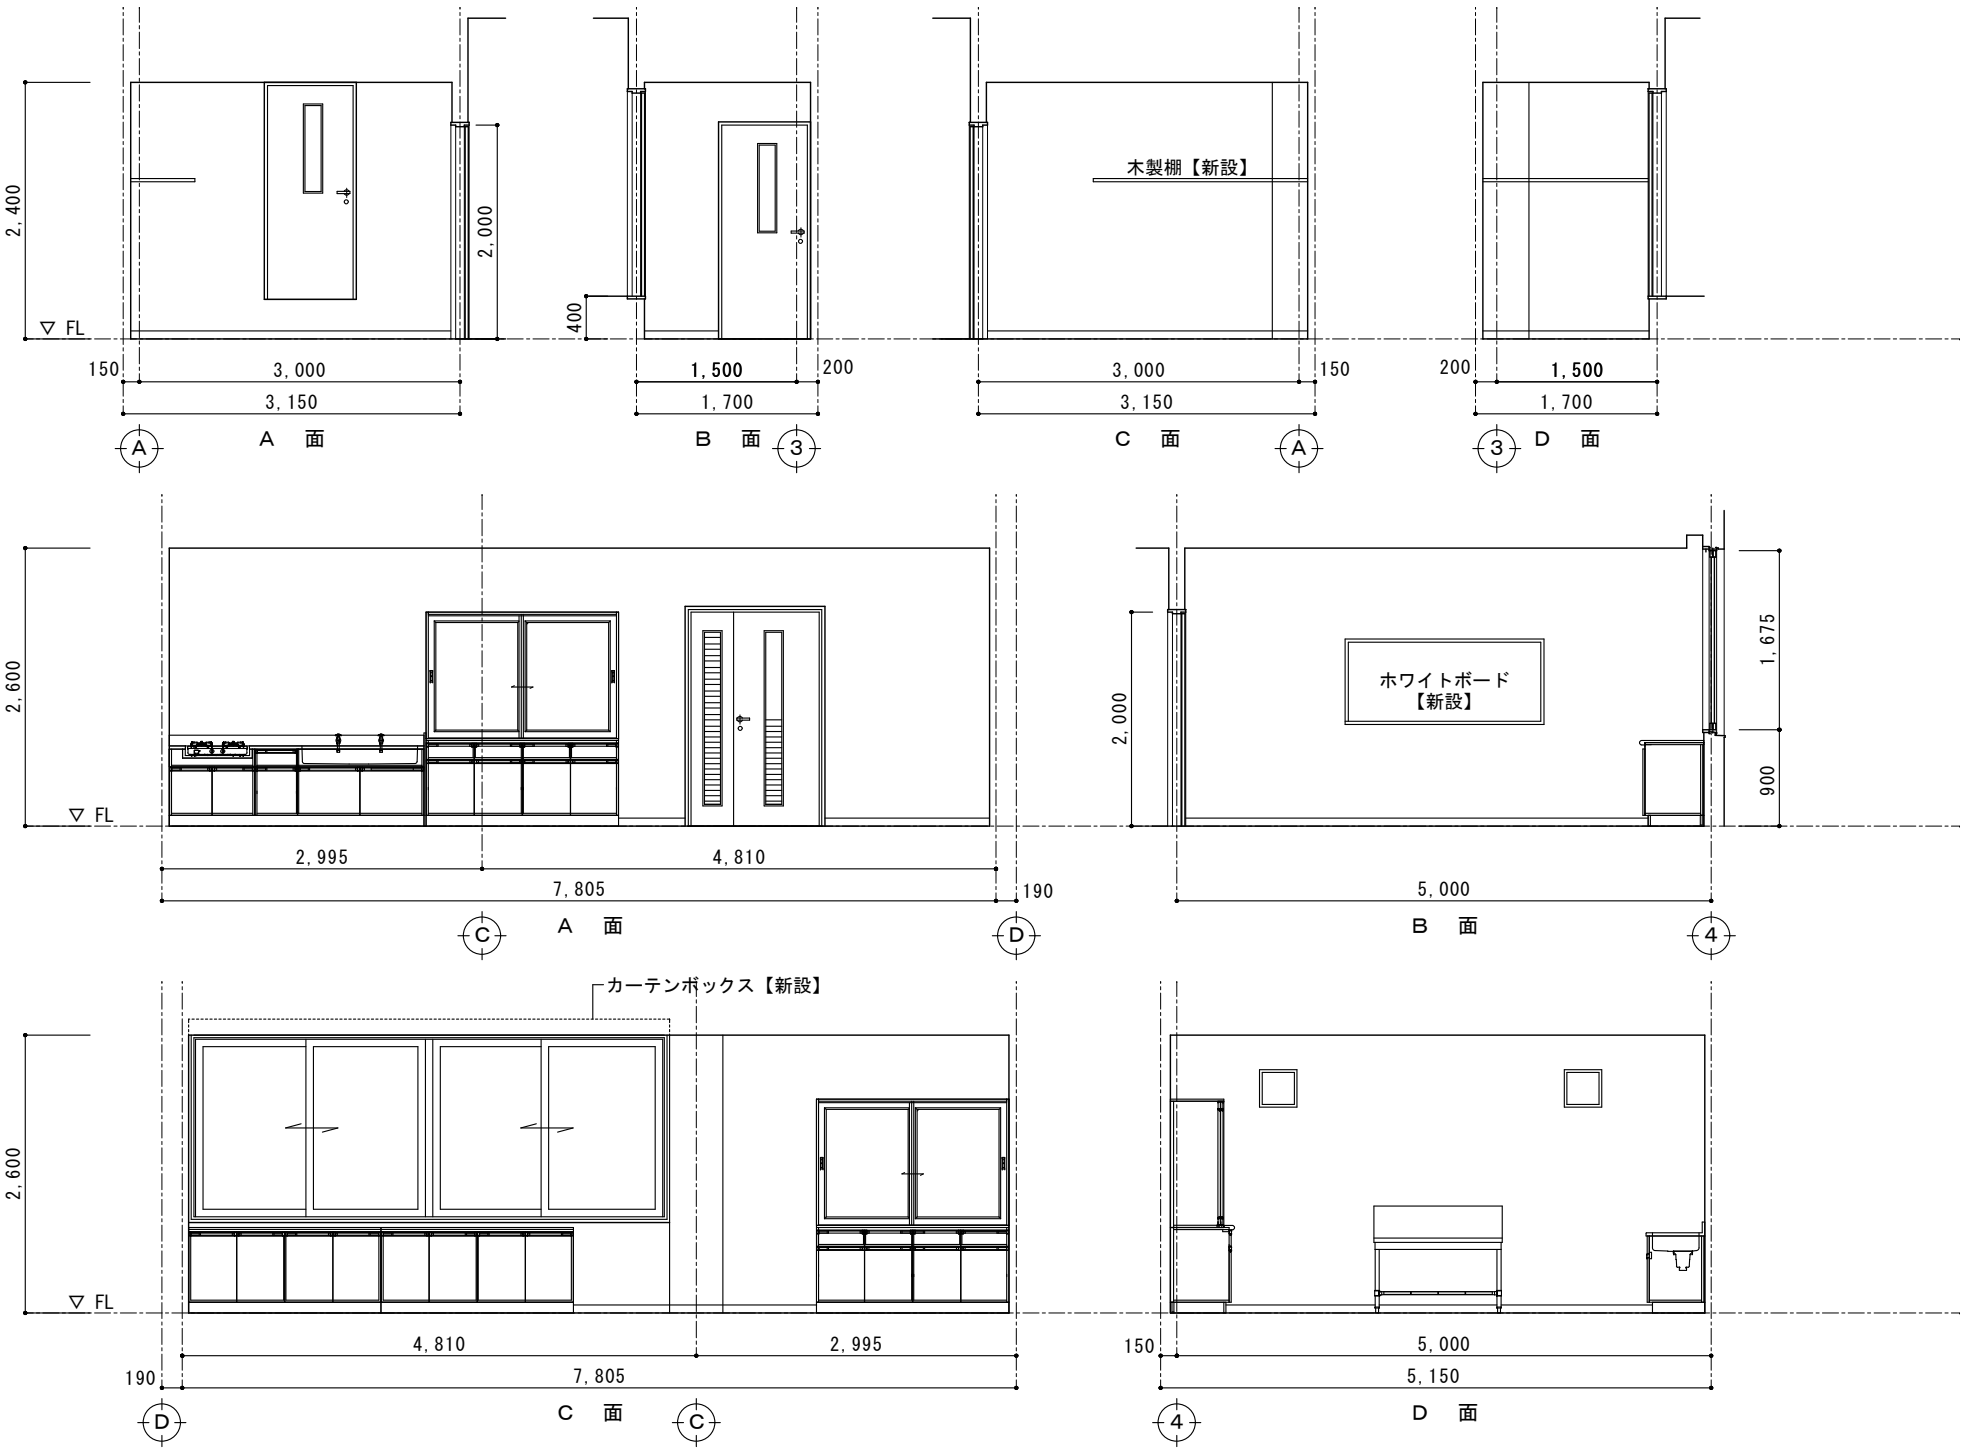 木製棚【新設】
2,400
2,000
400
▽ FL
150
3,000
3,150
1,500
200
1,700
3,000
150
3,150
200
1,500
1,700
A 面
B 面
C 面
D 面
A
3
A
3
2,600
ホワイトボード
【新設】
2,000
1,675
900
▽ FL
2,995
4,810
7,805
190
5,000
A 面
B 面
C
D
4
カーテンボックス【新設】
2,600
▽ FL
4,810
2,995
190
7,805
150
5,000
5,150
C 面
D 面
D
C
4